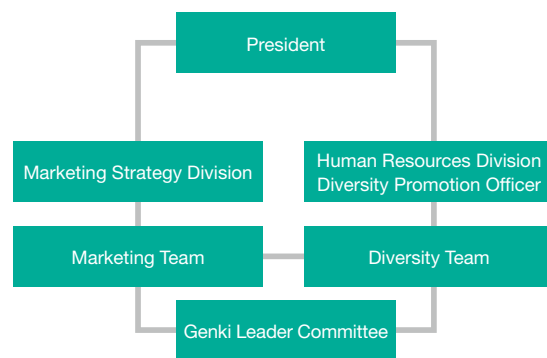 President
Marketing Strategy Division
Human Resources Division
Diversity Promotion Officer
Marketing Team
Diversity Team
Genki Leader Committee